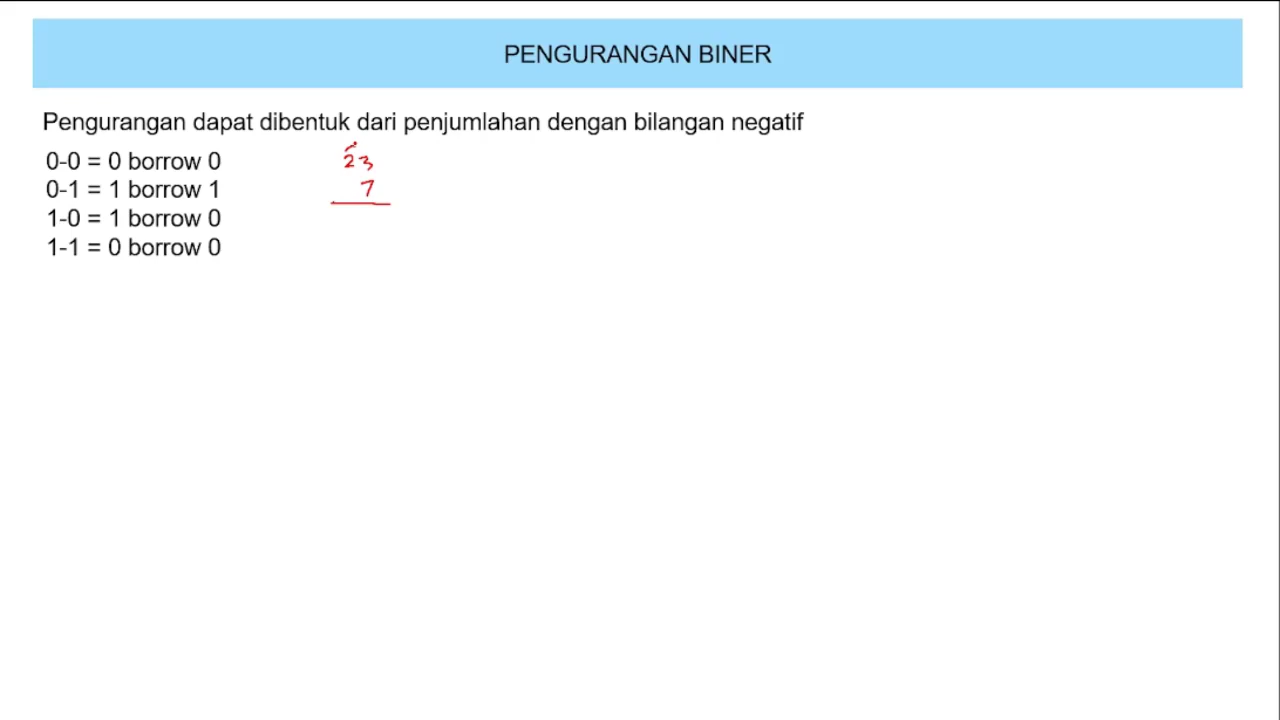 PENGURANGAN BINER
Pengurangan dapat dibentuk dari penjumlahan dengan bilangan negatif
0-0 = 0 borrow 0
0-1 = 1 borrow 1
1-0 = 1 borrow 0
1-1 = 0 borrow 0
23
7